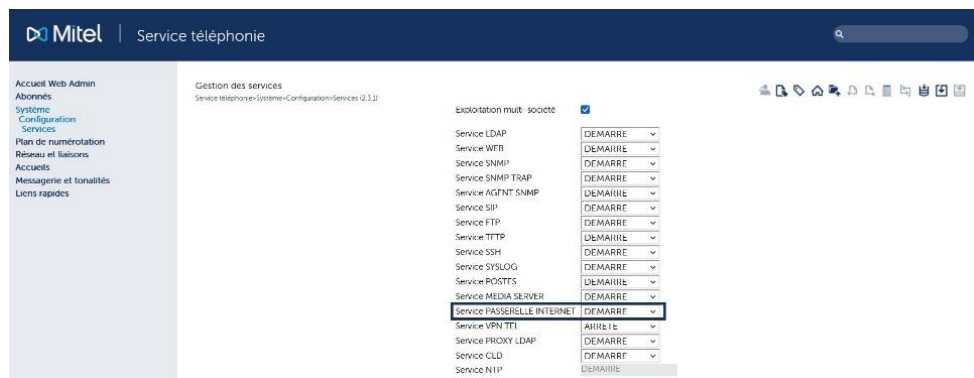 Mitel | Service téléphonie
Accueil Web Admin
Abonnés
Système
Configuration
Services
Plan de numérotation
Réseau et liaisons
Accueils
Messagerie et tonalités
Liens rapides
Gestion des services
Service téléphonie>Système>Configuration>Services (2.3.1)
Exploitation multi-société
Service LDAP DEMARRE
Service WEB DEMARRE
Service SNMP DEMARRE
Service SNMP TRAP DEMARRE
Service AGENT SNMP DEMARRE
Service SIP DEMARRE
Service FTP DEMARRE
Service TFTP DEMARRE
Service SSH DEMARRE
Service SYSLOG DEMARRE
Service POSTES DEMARRE
Service MEDIA SERVER DEMARRE
Service PASSERELLE INTERNET DEMARRE
Service VPN TEL ARRETE
Service PROXY LDAP DEMARRE
Service CLD DEMARRE
Service NTP DEMARRE